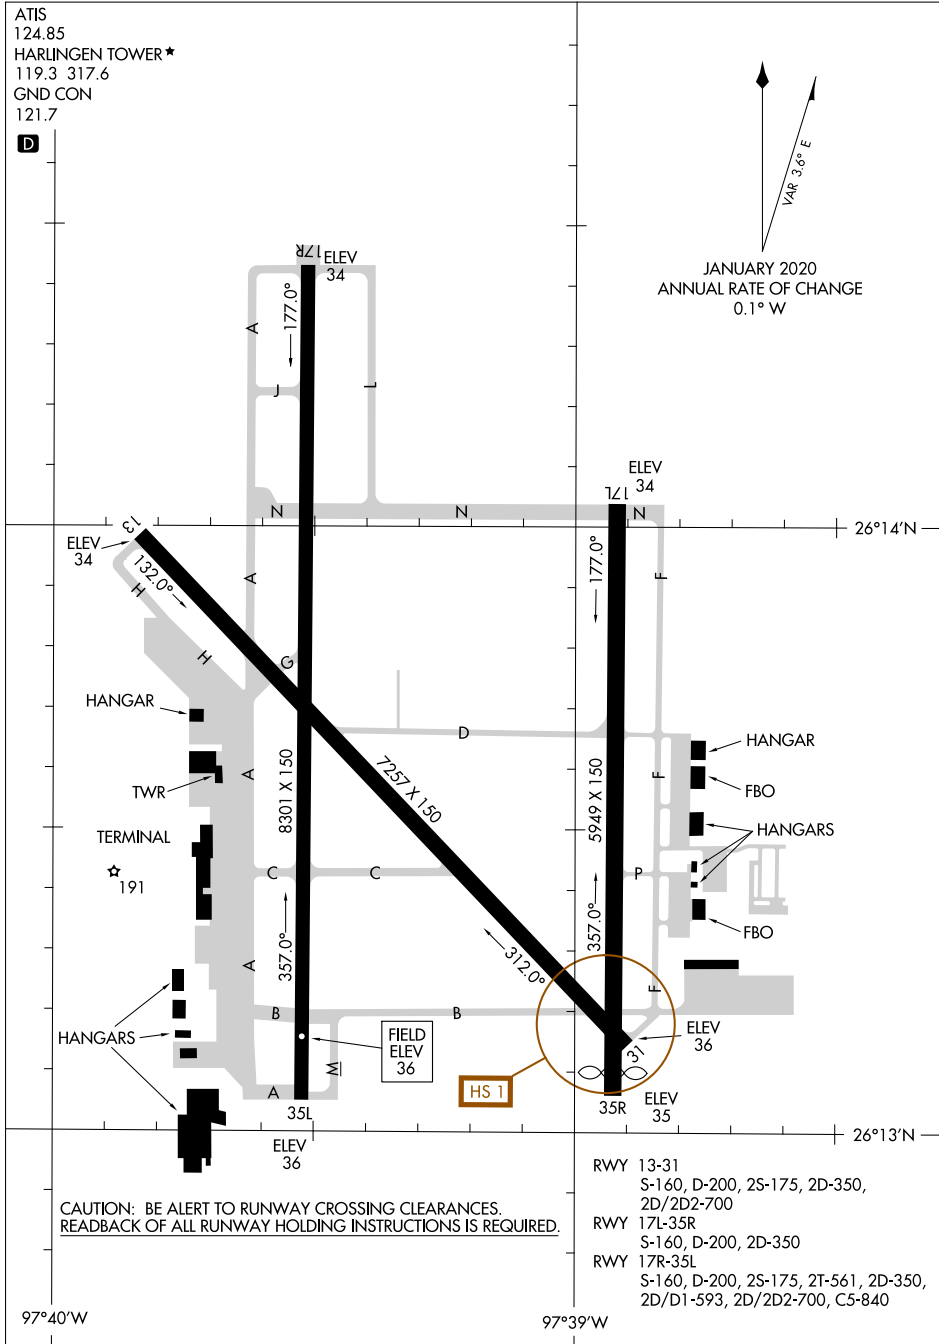 ATIS
124.85
HARLINGEN TOWER★
119.3 317.6
GND CON
121.7
D
VAR 3.6° E
JANUARY 2020
ANNUAL RATE OF CHANGE
0.1° W
17R
ELEV
34
177.0°
A
J
L
ELEV
34
17L
N
N
N
26°14'N
13
ELEV
34
132.0°
177.0°
H
A
F
H
G
HANGAR
D
HANGAR
TWR
A
8301 X 150
7257 X 150
5949 X 150
F
FBO
HANGARS
TERMINAL
191
C
C
P
357.0°
312.0°
357.0°
FBO
A
F
B
B
HANGARS
FIELD
ELEV
36
31
ELEV
36
M
HS 1
A
35L
35R
ELEV
35
ELEV
36
26°13'N
RWY 13-31
S-160, D-200, 2S-175, 2D-350,
2D/2D2-700
RWY 17L-35R
S-160, D-200, 2D-350
RWY 17R-35L
S-160, D-200, 2S-175, 2T-561, 2D-350,
2D/D1-593, 2D/2D2-700, C5-840
CAUTION: BE ALERT TO RUNWAY CROSSING CLEARANCES.
READBACK OF ALL RUNWAY HOLDING INSTRUCTIONS IS REQUIRED.
97°40'W
97°39'W